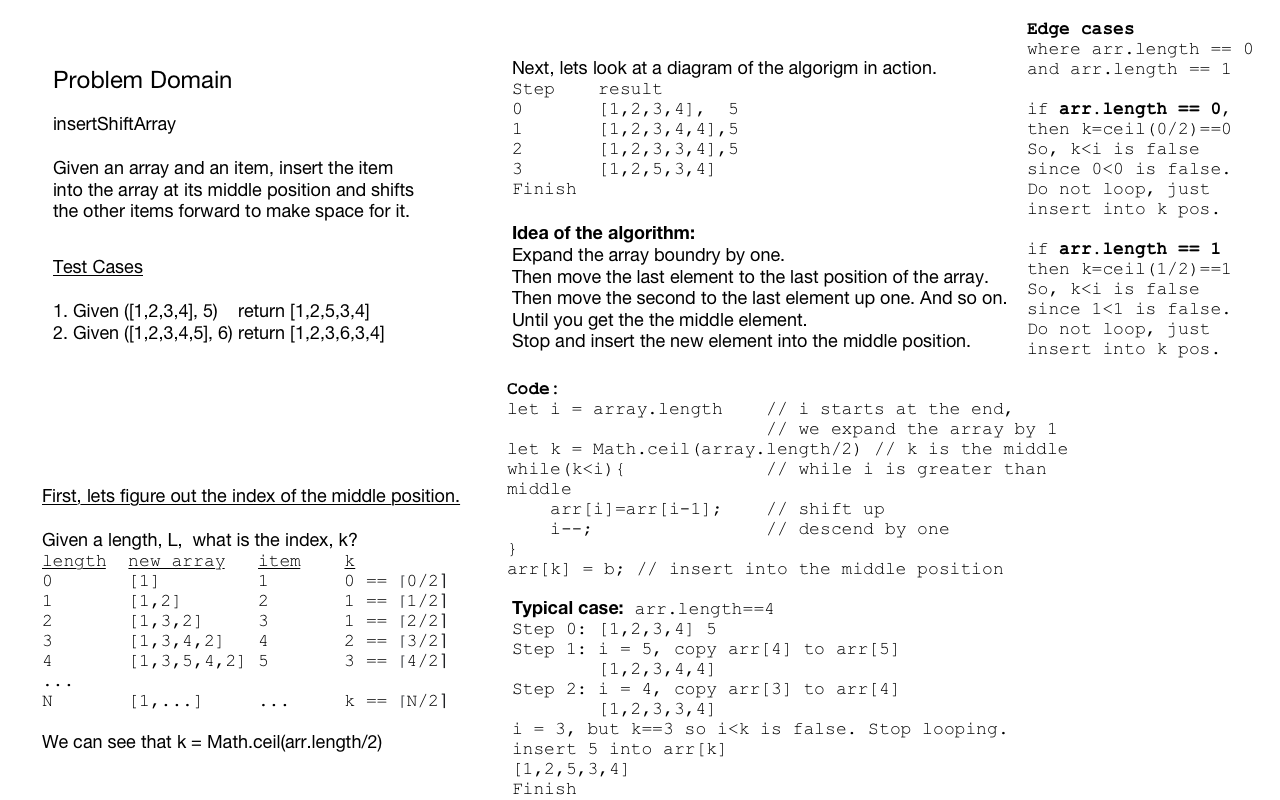 Problem Domain
insertShiftArray
Given an array and an item, insert the item
into the array at its middle position and shifts
the other items forward to make space for it.
Test Cases
1. Given ([1,2,3,4], 5)    return [1,2,5,3,4]
2. Given ([1,2,3,4,5], 6) return [1,2,3,6,3,4]
First, lets figure out the index of the middle position.
Given a length, L,  what is the index, k?
length  new array   item    k
0       [1]         1       0 == ⌈0/2⌉
1       [1,2]       2       1 == ⌈1/2⌉
2       [1,3,2]     3       1 == ⌈2/2⌉
3       [1,3,4,2]   4       2 == ⌈3/2⌉
4       [1,3,5,4,2] 5       3 == ⌈4/2⌉
...
N       [1,...]     ...     k == ⌈N/2⌉
We can see that k = Math.ceil(arr.length/2)
Next, lets look at a diagram of the algorigm in action.
Step    result
0       [1,2,3,4],  5
1       [1,2,3,4,4],5
2       [1,2,3,3,4],5
3       [1,2,5,3,4]
Finish
Idea of the algorithm:
Expand the array boundry by one.
Then move the last element to the last position of the array.
Then move the second to the last element up one. And so on.
Until you get the the middle element.
Stop and insert the new element into the middle position.
Code:
let i = array.length    // i starts at the end,
                        // we expand the array by 1
let k = Math.ceil(array.length/2) // k is the middle
while(k<i){             // while i is greater than
middle
    arr[i]=arr[i-1];    // shift up
    i--;                // descend by one
}
arr[k] = b; // insert into the middle position
Typical case: arr.length==4
Step 0: [1,2,3,4] 5
Step 1: i = 5, copy arr[4] to arr[5]
        [1,2,3,4,4]
Step 2: i = 4, copy arr[3] to arr[4]
        [1,2,3,3,4]
i = 3, but k==3 so i<k is false. Stop looping.
insert 5 into arr[k]
[1,2,5,3,4]
Finish
Edge cases
where arr.length == 0
and arr.length == 1
if arr.length == 0,
then k=ceil(0/2)==0
So, k<i is false
since 0<0 is false.
Do not loop, just
insert into k pos.
if arr.length == 1
then k=ceil(1/2)==1
So, k<i is false
since 1<1 is false.
Do not loop, just
insert into k pos.